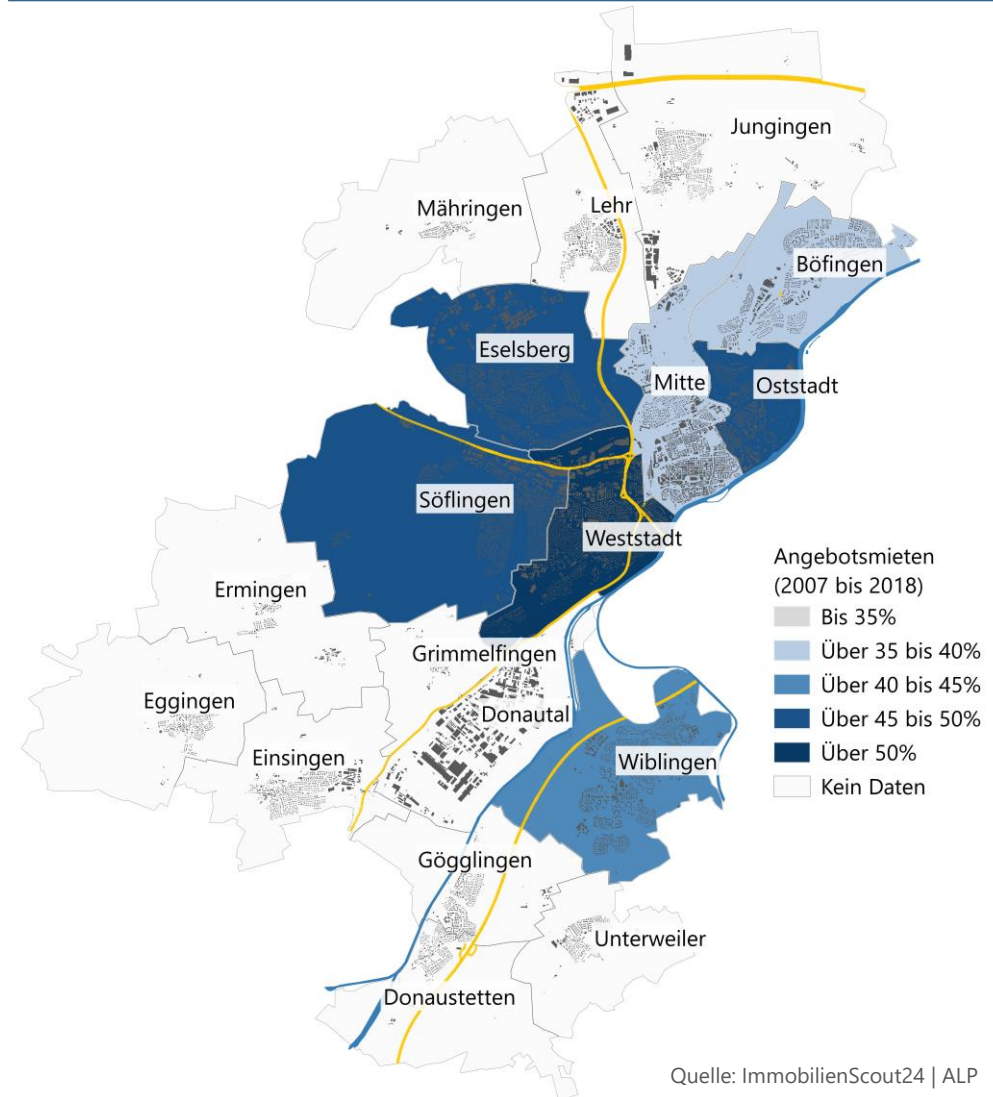 Jungingen
Lehr
Mähringen
Böfingen
Eselsberg
Mitte
Oststadt
Söflingen
Weststadt
Ermingen
Grimmelfingen
Eggingen
Donautal
Einsingen
Wiblingen
Gögglingen
Unterweiler
Donaustetten
Angebotsmieten
(2007 bis 2018)
Bis 35%
Über 35 bis 40%
Über 40 bis 45%
Über 45 bis 50%
Über 50%
Kein Daten
Quelle: ImmobilienScout24 | ALP